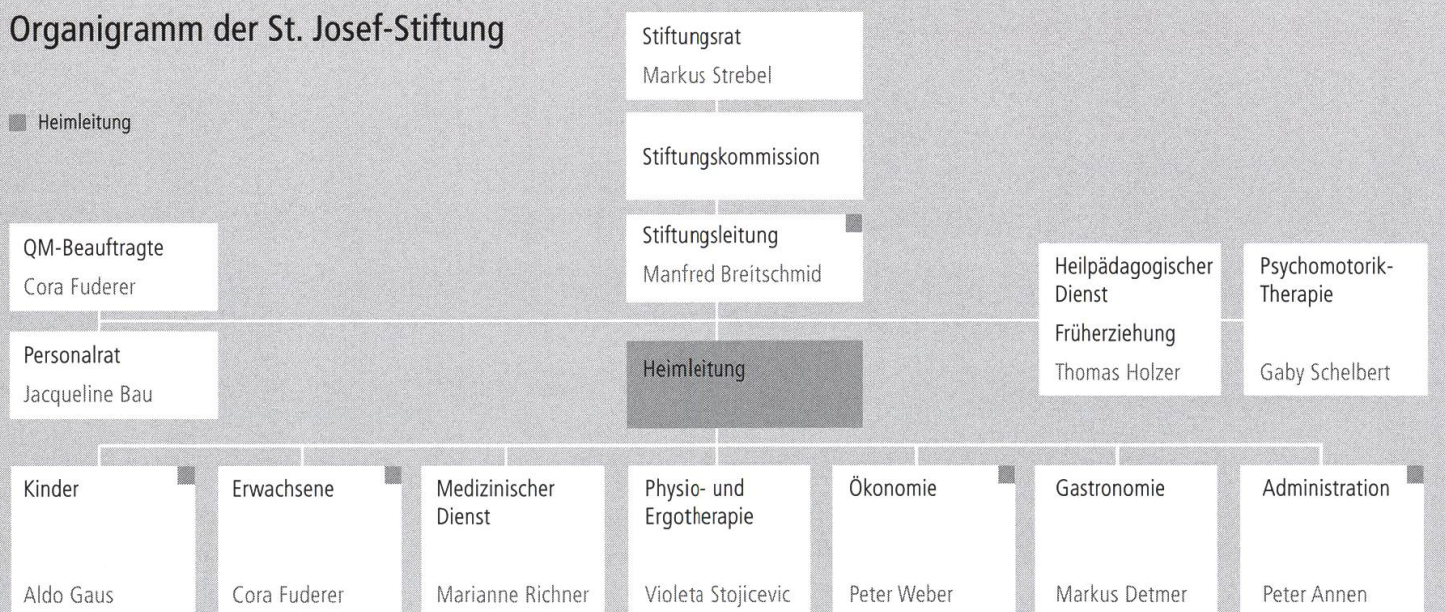 Organigramm der St. Josef-Stiftung
Heimleitung
Stiftungsrat
Markus Strebel
Stiftungskommission
Stiftungsleitung
Manfred Breitschmid
QM-Beauftragte
Cora Fuderer
Personalrat
Jacqueline Bau
Heilpädagogischer
Dienst
Früherziehung
Thomas Holzer
Psychomotorik-
Therapie
Gaby Schelbert
Heimleitung
Kinder
Aldo Gaus
Erwachsene
Cora Fuderer
Medizinischer
Dienst
Marianne Richner
Physio- und
Ergotherapie
Violeta Stojicevic
Ökonomie
Peter Weber
Gastronomie
Markus Detmer
Administration
Peter Annen